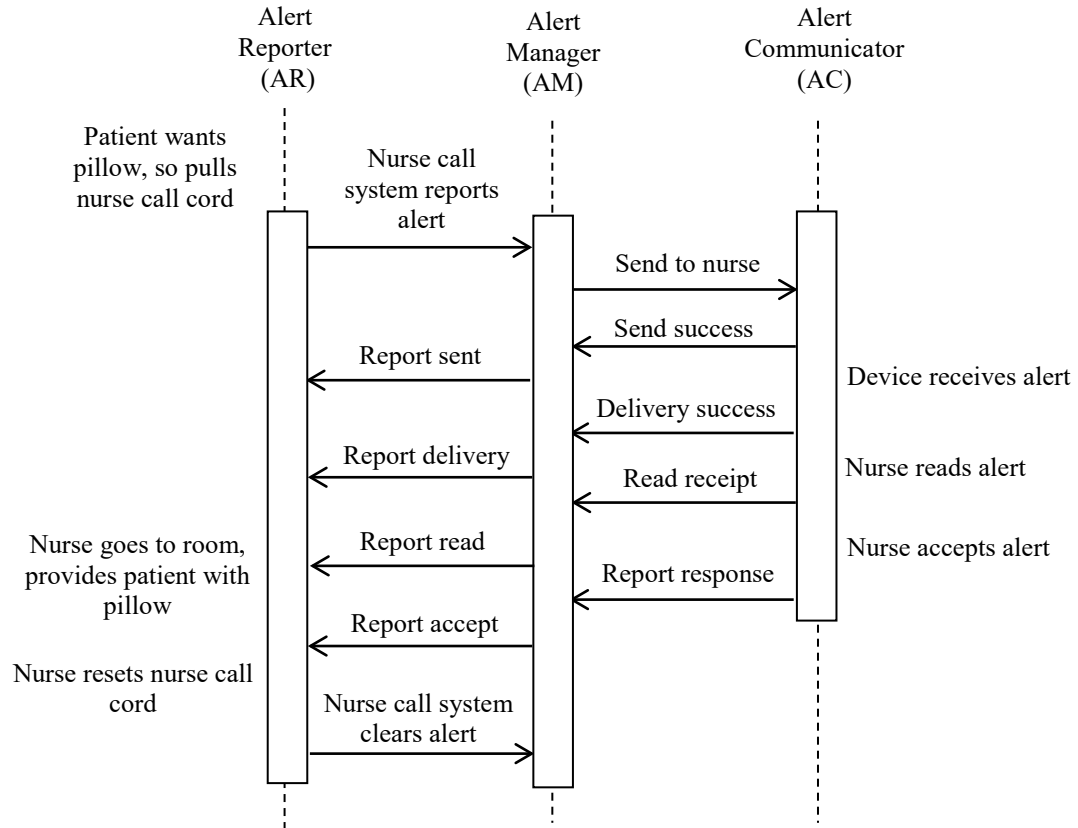 Alert
Reporter
(AR)
Alert
Manager
(AM)
Alert
Communicator
(AC)
Patient wants
pillow, so pulls
nurse call cord
Nurse call
system reports
alert
Send to nurse
Send success
Report sent
Device receives alert
Delivery success
Report delivery
Nurse reads alert
Read receipt
Nurse goes to room,
provides patient with
pillow
Report read
Nurse accepts alert
Report response
Report accept
Nurse resets nurse call
cord
Nurse call system
clears alert